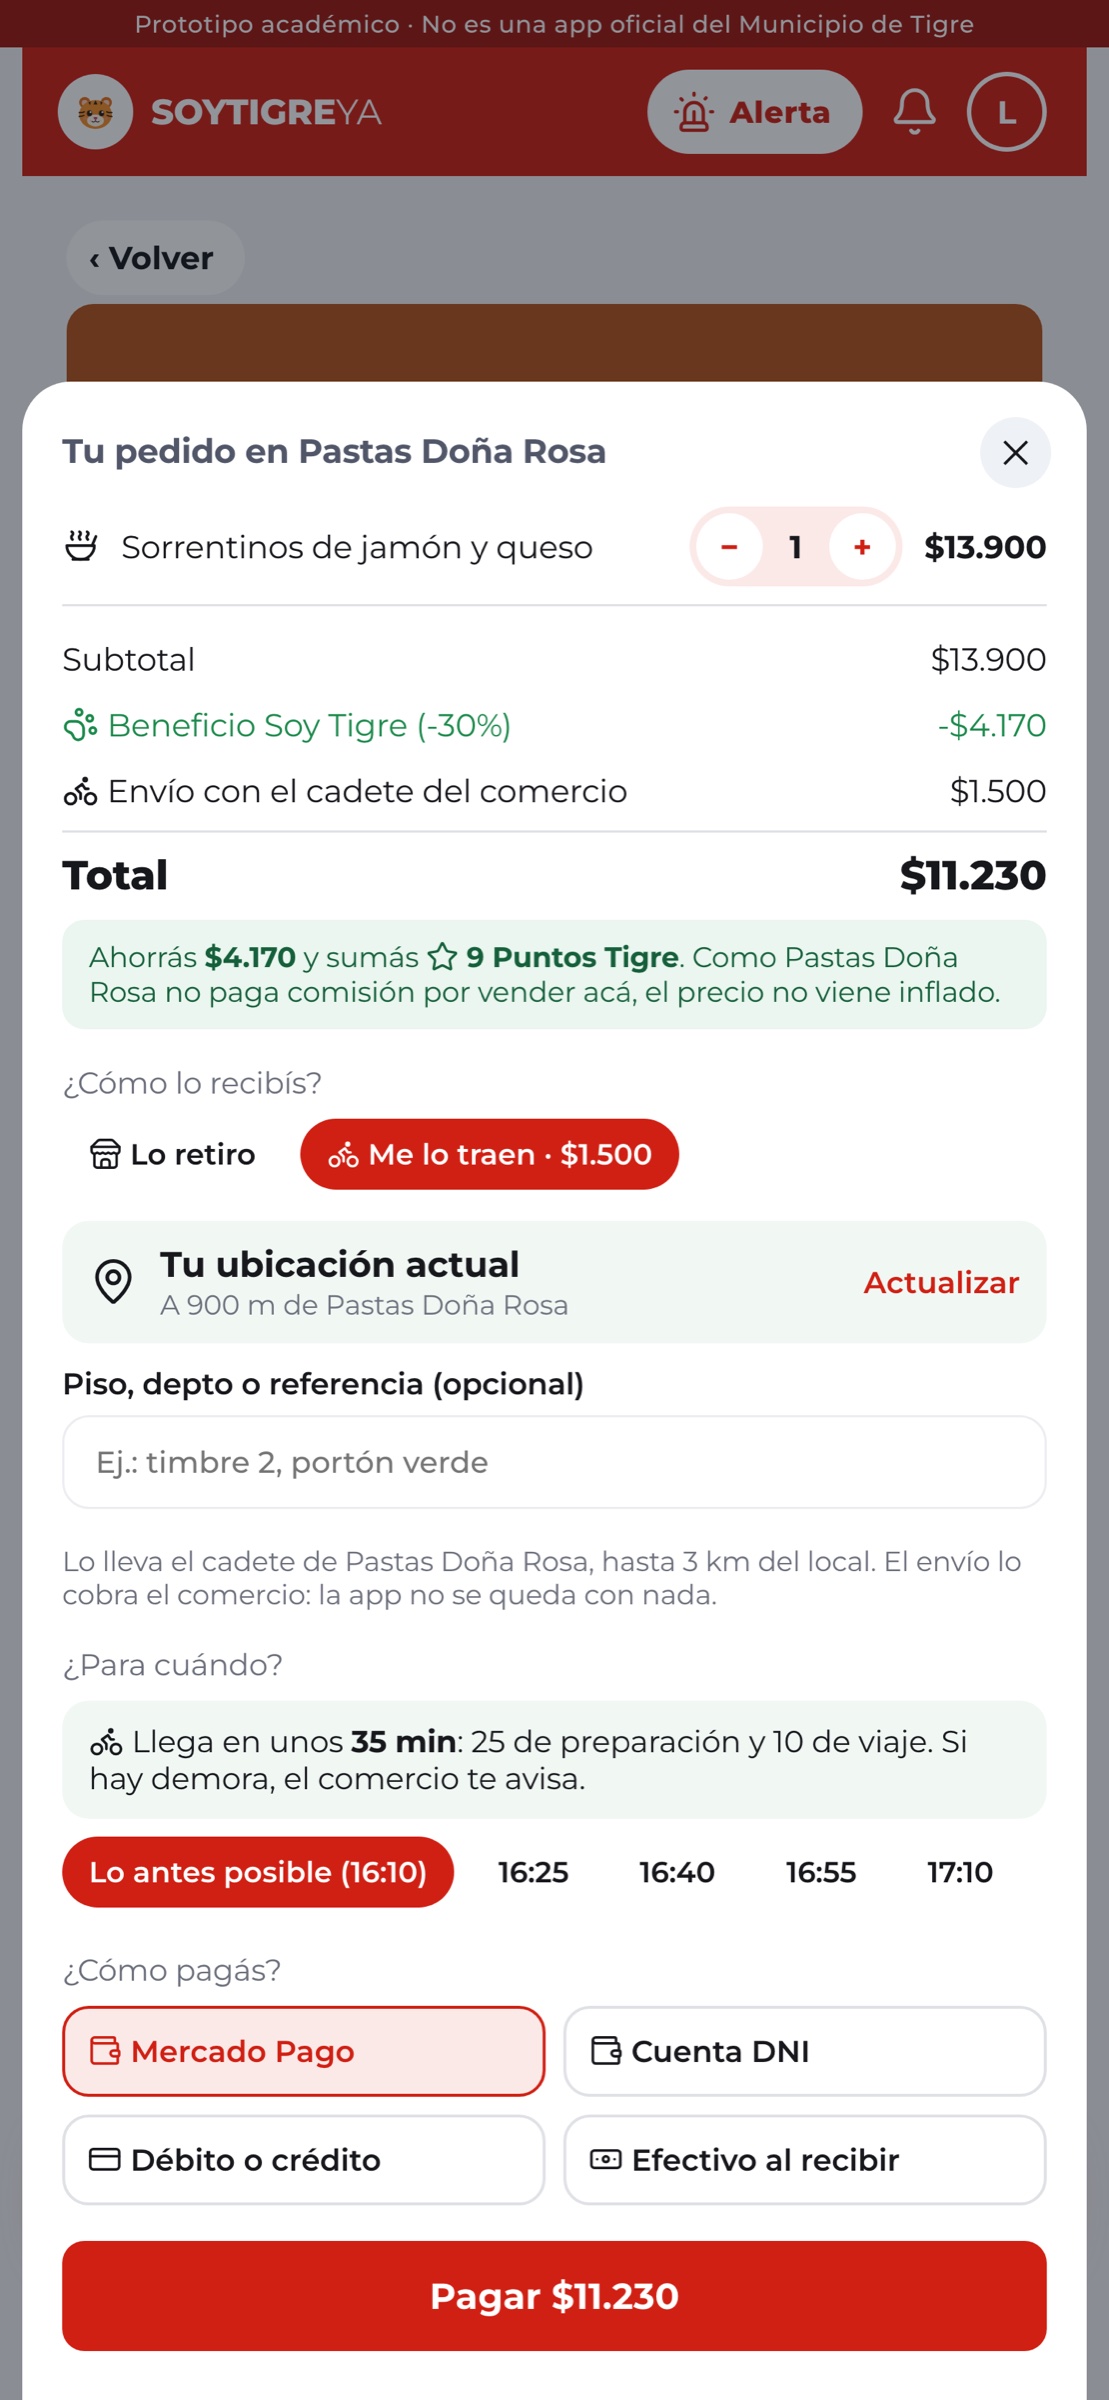 Prototipo académico · No es una app oficial del Municipio de Tigre
SOYTIGREYA
Alerta
L
‹ Volver
Tu pedido en Pastas Doña Rosa
Sorrentinos de jamón y queso − 1 + $13.900
Subtotal $13.900
Beneficio Soy Tigre (-30%) -$4.170
Envío con el cadete del comercio $1.500
Total $11.230
Ahorrás $4.170 y sumás 9 Puntos Tigre. Como Pastas Doña
Rosa no paga comisión por vender acá, el precio no viene inflado.
¿Cómo lo recibís?
Lo retiro
Me lo traen · $1.500
Tu ubicación actual
A 900 m de Pastas Doña Rosa
Actualizar
Piso, depto o referencia (opcional)
Ej.: timbre 2, portón verde
Lo lleva el cadete de Pastas Doña Rosa, hasta 3 km del local. El envío lo
cobra el comercio: la app no se queda con nada.
¿Para cuándo?
Llega en unos 35 min: 25 de preparación y 10 de viaje. Si
hay demora, el comercio te avisa.
Lo antes posible (16:10) 16:25 16:40 16:55 17:10
¿Cómo pagás?
Mercado Pago
Cuenta DNI
Débito o crédito
Efectivo al recibir
Pagar $11.230